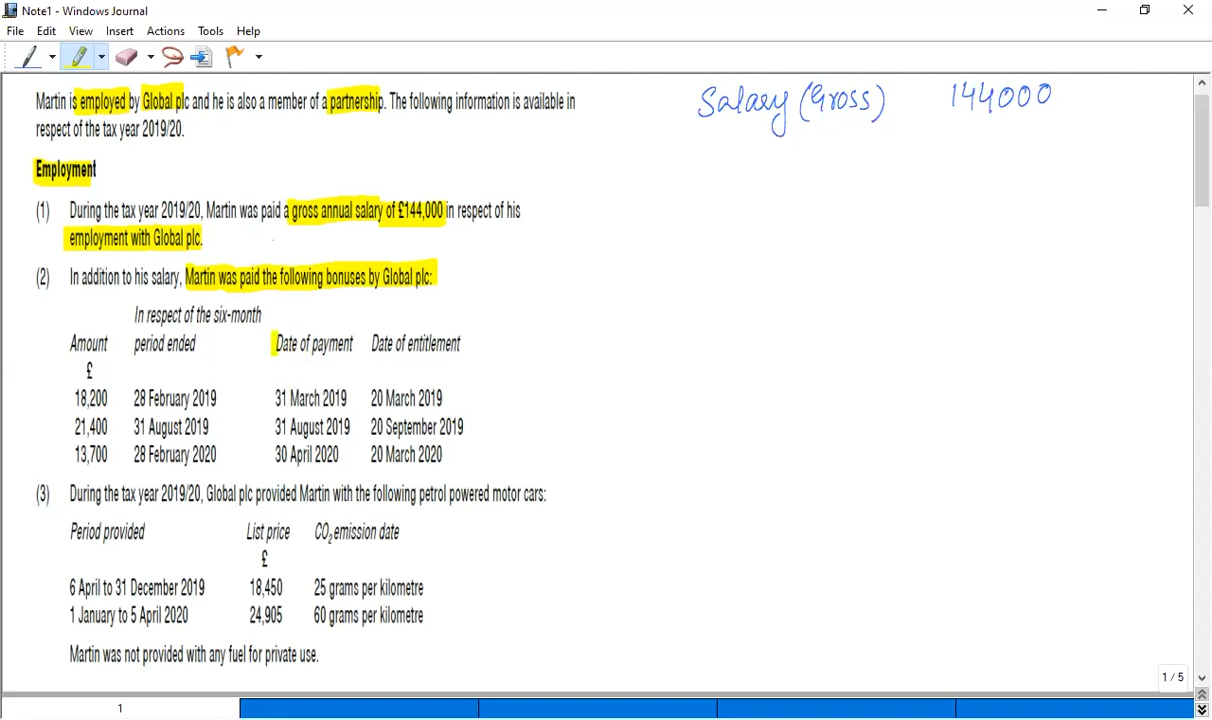 Note1 - Windows Journal
File Edit View Insert Actions Tools Help
Martin is employed by Global plc and he is also a member of a partnership. The following information is available in
respect of the tax year 2019/20.
Salary (Gross) 144000
Employment
(1) During the tax year 2019/20, Martin was paid a gross annual salary of £144,000 in respect of his
employment with Global plc.
(2) In addition to his salary, Martin was paid the following bonuses by Global plc:
In respect of the six-month
Amount period ended Date of payment Date of entitlement
£
18,200 28 February 2019 31 March 2019 20 March 2019
21,400 31 August 2019 31 August 2019 20 September 2019
13,700 28 February 2020 30 April 2020 20 March 2020
(3) During the tax year 2019/20, Global plc provided Martin with the following petrol powered motor cars:
Period provided List price CO2 emission date
£
6 April to 31 December 2019 18,450 25 grams per kilometre
1 January to 5 April 2020 24,905 60 grams per kilometre
Martin was not provided with any fuel for private use.
1 / 5
1